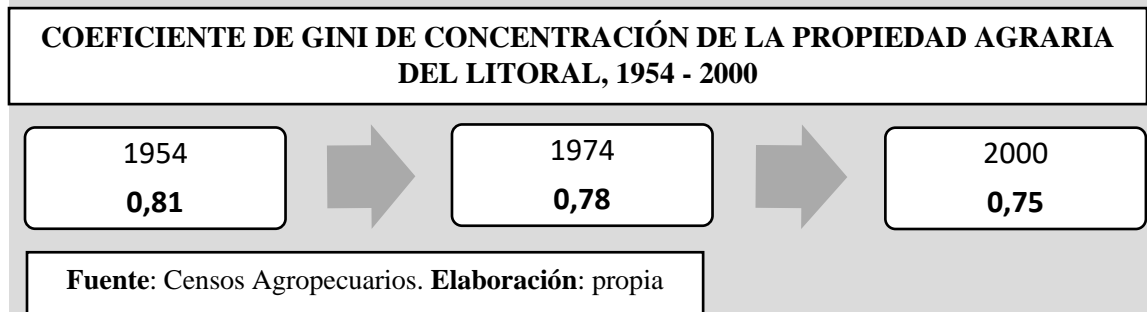 COEFICIENTE DE GINI DE CONCENTRACIÓN DE LA PROPIEDAD AGRARIA
DEL LITORAL, 1954 - 2000
1954
0,81
1974
0,78
2000
0,75
Fuente: Censos Agropecuarios. Elaboración: propia